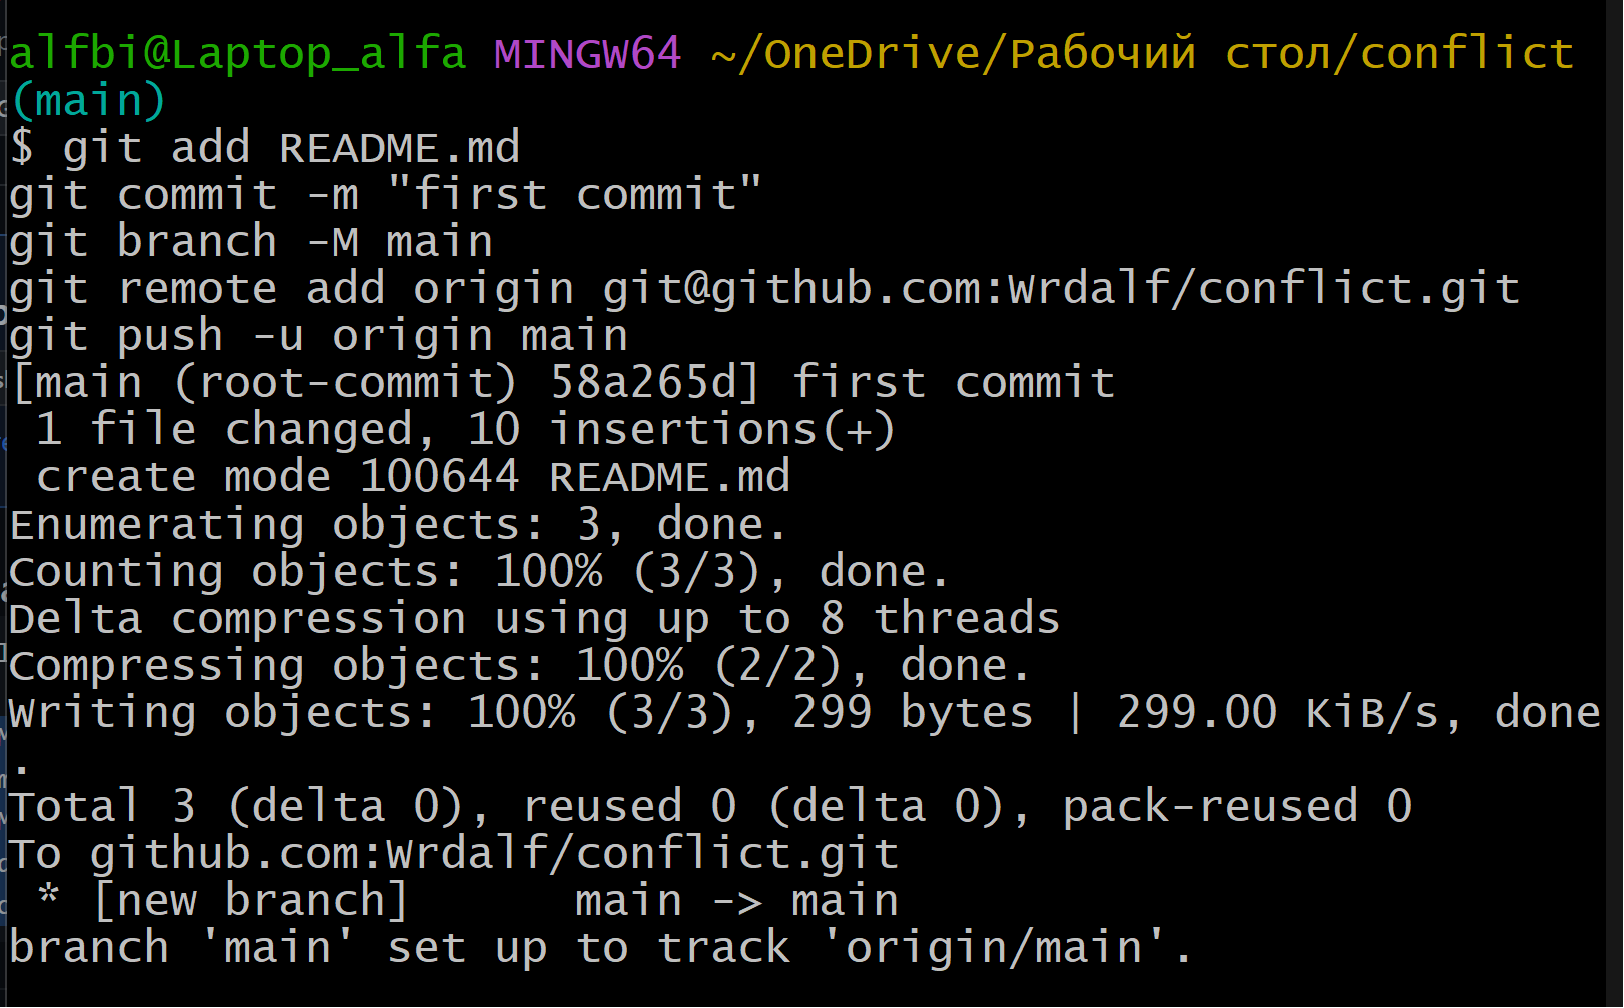 alfbi@Laptop_alfa MINGW64 ~/OneDrive/Рабочий стол/conflict
(main)
$ git add README.md
git commit -m "first commit"
git branch -M main
git remote add origin git@github.com:Wrdalf/conflict.git
git push -u origin main
[main (root-commit) 58a265d] first commit
 1 file changed, 10 insertions(+)
 create mode 100644 README.md
Enumerating objects: 3, done.
Counting objects: 100% (3/3), done.
Delta compression using up to 8 threads
Compressing objects: 100% (2/2), done.
Writing objects: 100% (3/3), 299 bytes | 299.00 KiB/s, done
.
Total 3 (delta 0), reused 0 (delta 0), pack-reused 0
To github.com:Wrdalf/conflict.git
 * [new branch]      main -> main
branch 'main' set up to track 'origin/main'.